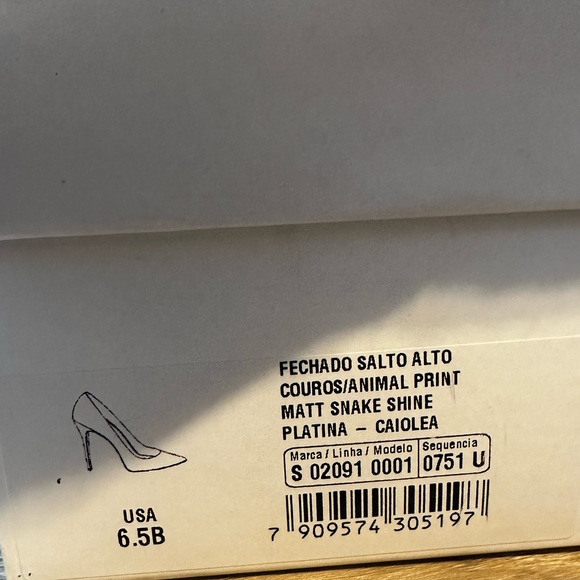 FECHADO SALTO ALTO
COUROS/ANIMAL PRINT
MATT SNAKE SHINE
PLATINA – CAIOLEA
Marca / Linha / Modelo Sequencia
S 02091 0001 0751 U
USA
6.5B
7 909574 305197